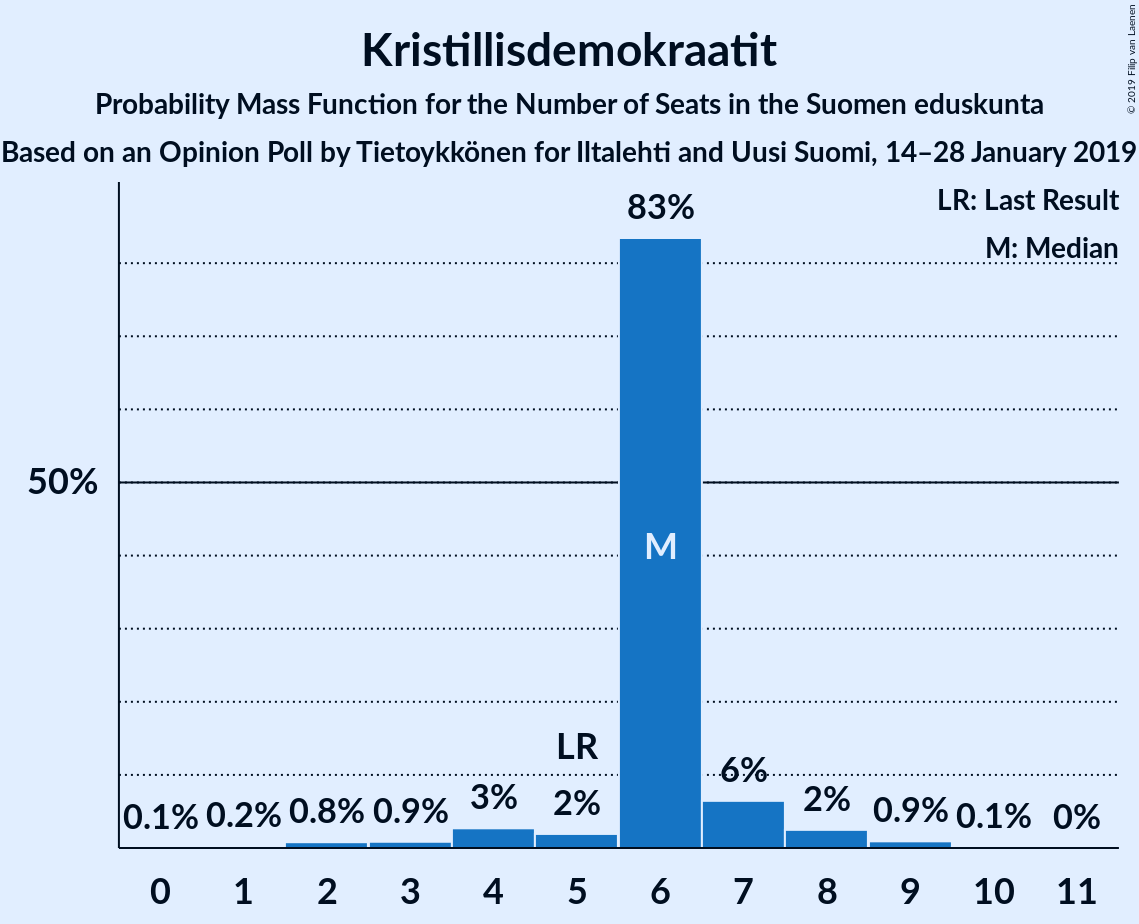 Kristillisdemokraatit
Probability Mass Function for the Number of Seats in the Suomen eduskunta
Based on an Opinion Poll by Tietoykkönen for Iltalehti and Uusi Suomi, 14–28 January 2019
© 2019 Filip van Laenen
LR: Last Result
M: Median
83%
50%
M
LR
0.1% 0.2% 0.8% 0.9% 3% 2% 6% 2% 0.9% 0.1% 0%
0 1 2 3 4 5 6 7 8 9 10 11